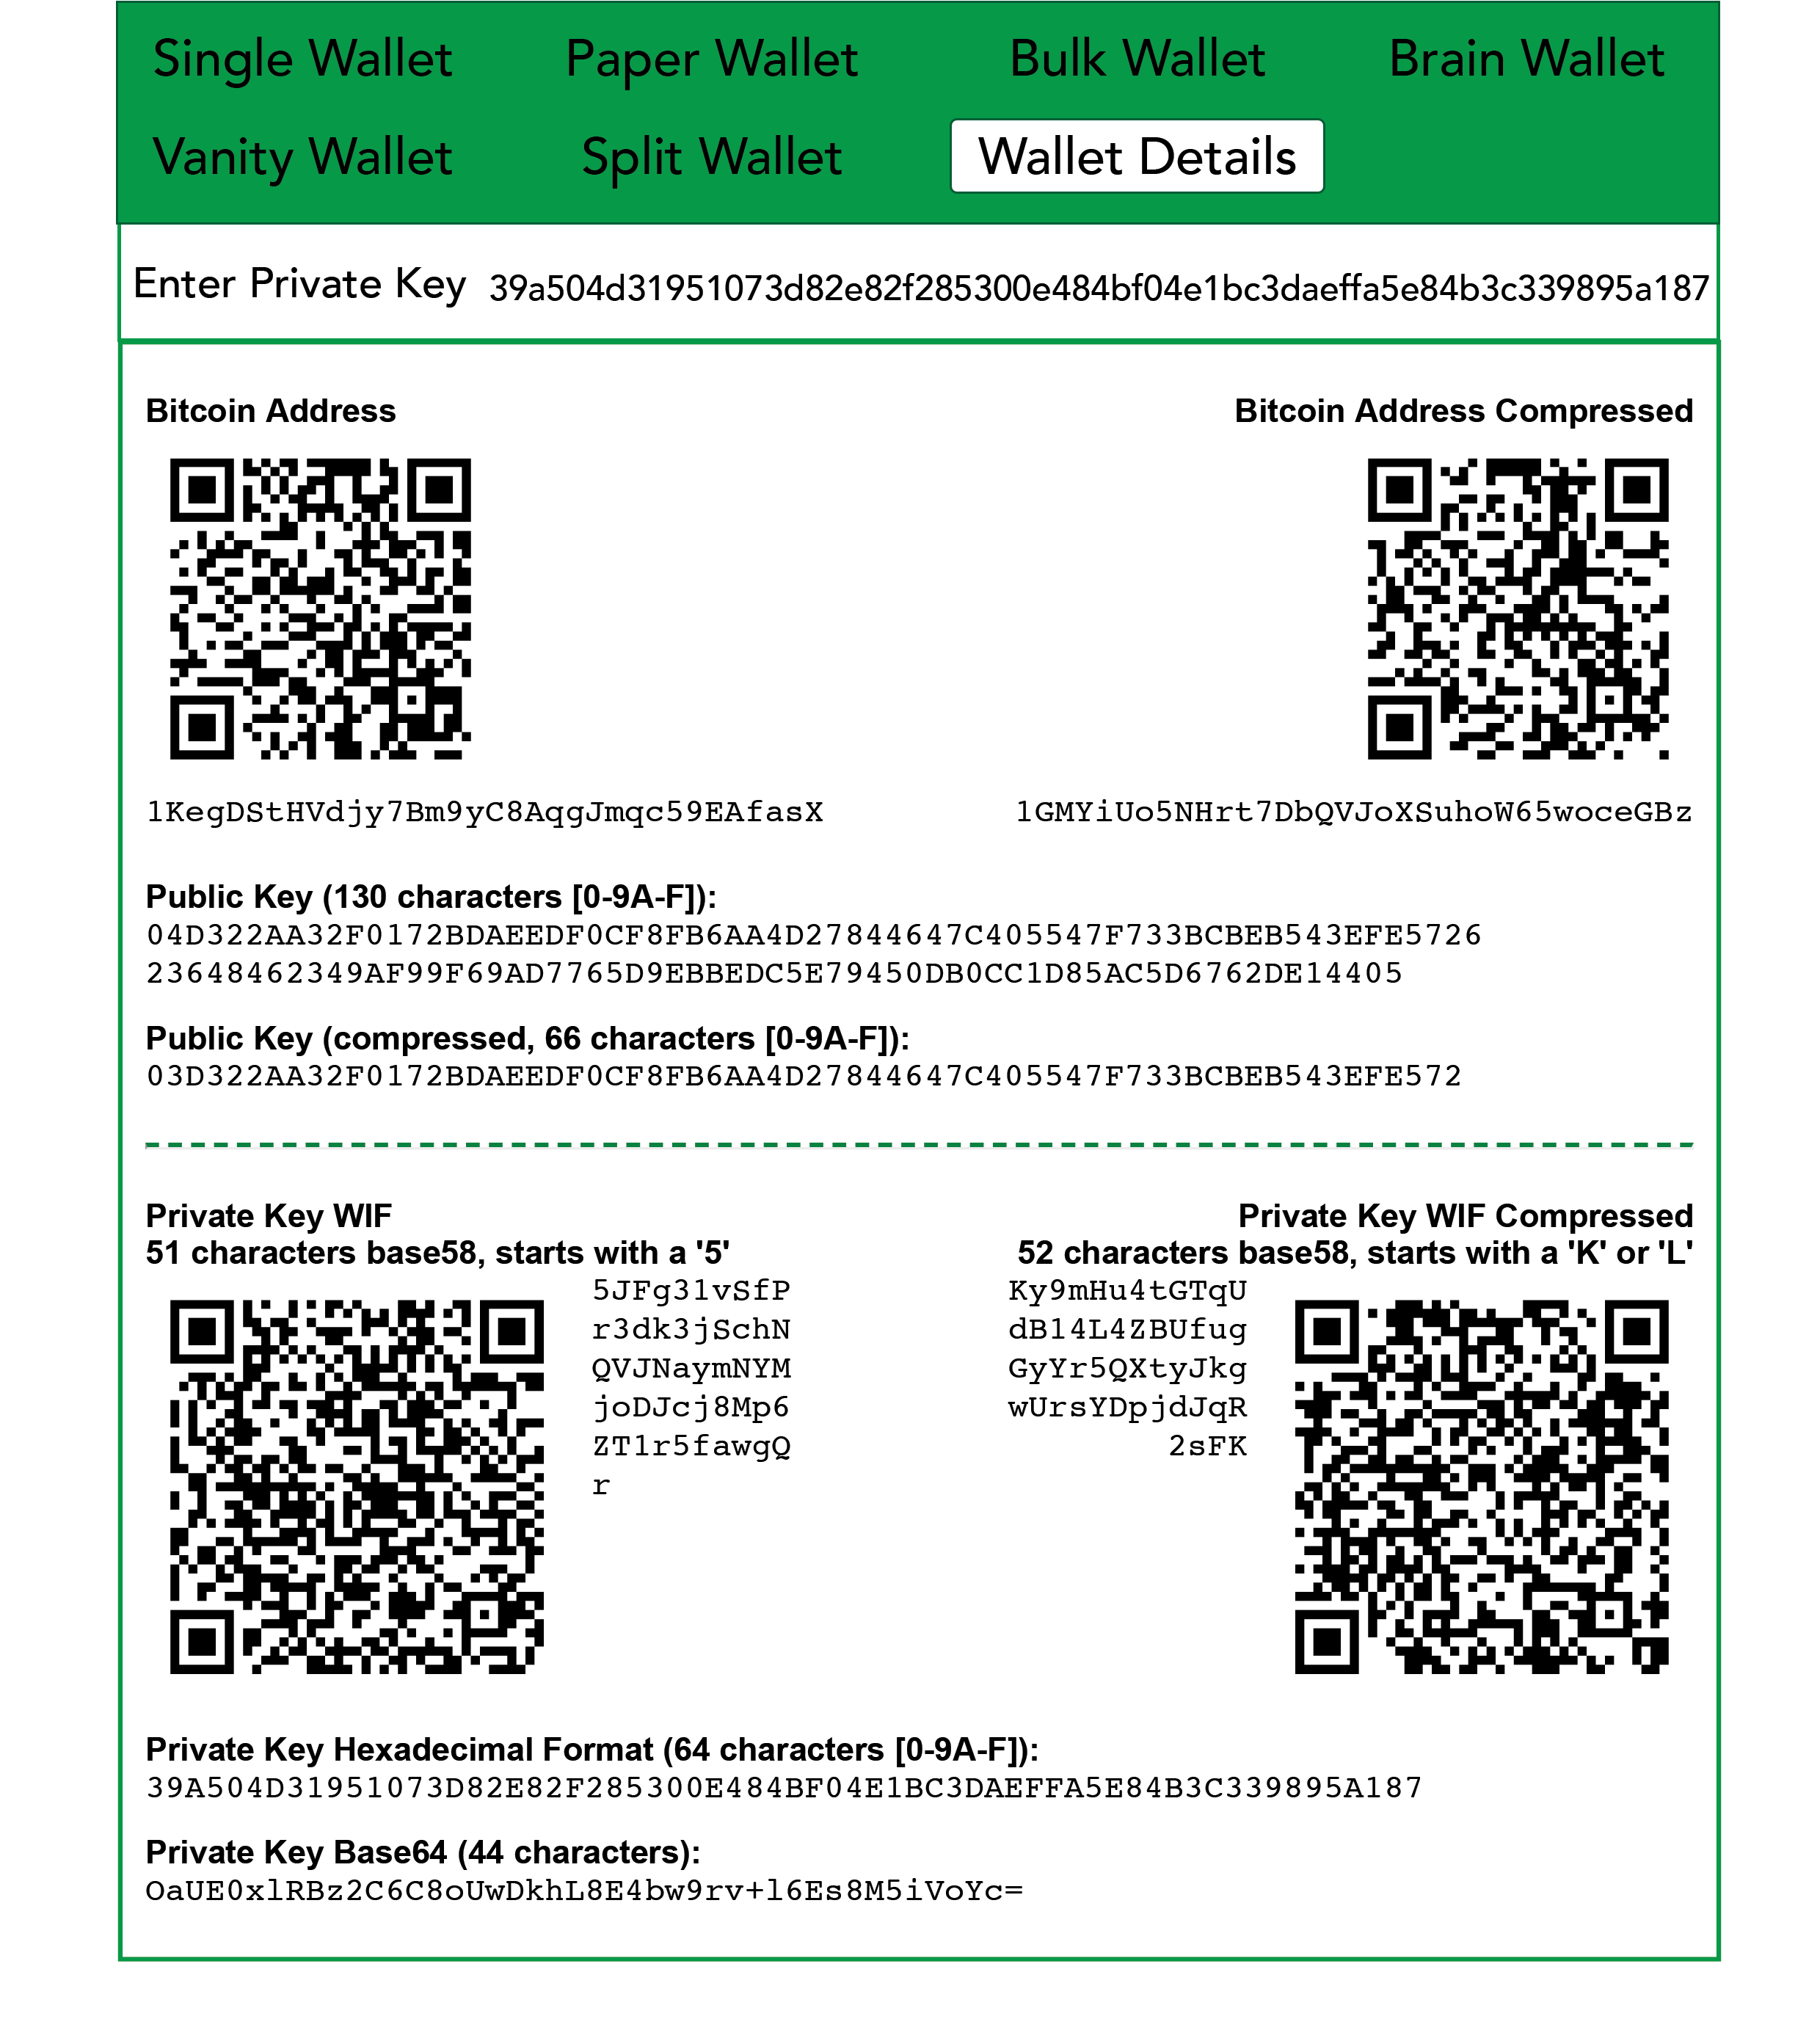 Single Wallet Paper Wallet Bulk Wallet Brain Wallet
Vanity Wallet Split Wallet Wallet Details
Enter Private Key 39a504d31951073d82e82f285300e484bf04e1bc3daeffa5e84b3c339895a187
Bitcoin Address Bitcoin Address Compressed
1KegDStHVdjy7Bm9yC8AqgJmqc59EAfasX 1GMYiUo5NHrt7DbQVJoXSuhoW65woceGBz
Public Key (130 characters [0-9A-F]):
04D322AA32F0172BDAEEDF0CF8FB6AA4D27844647C405547F733BCBEB543EFE5726
23648462349AF99F69AD7765D9EBBEDC5E79450DB0CC1D85AC5D6762DE14405
Public Key (compressed, 66 characters [0-9A-F]):
03D322AA32F0172BDAEEDF0CF8FB6AA4D27844647C405547F733BCBEB543EFE572
Private Key WIF
51 characters base58, starts with a '5'
5JFg31vSfP
r3dk3jSchN
QVJNaymNYM
joDJcj8Mp6
ZT1r5fawgQ
r
Private Key WIF Compressed
52 characters base58, starts with a 'K' or 'L'
Ky9mHu4tGTqU
dB14L4ZBUfug
GyYr5QXtyJkg
wUrsYDpjdJqR
2sFK
Private Key Hexadecimal Format (64 characters [0-9A-F]):
39A504D31951073D82E82F285300E484BF04E1BC3DAEFFA5E84B3C339895A187
Private Key Base64 (44 characters):
OaUE0xlRBz2C6C8oUwDkhL8E4bw9rv+l6Es8M5iVoYc=